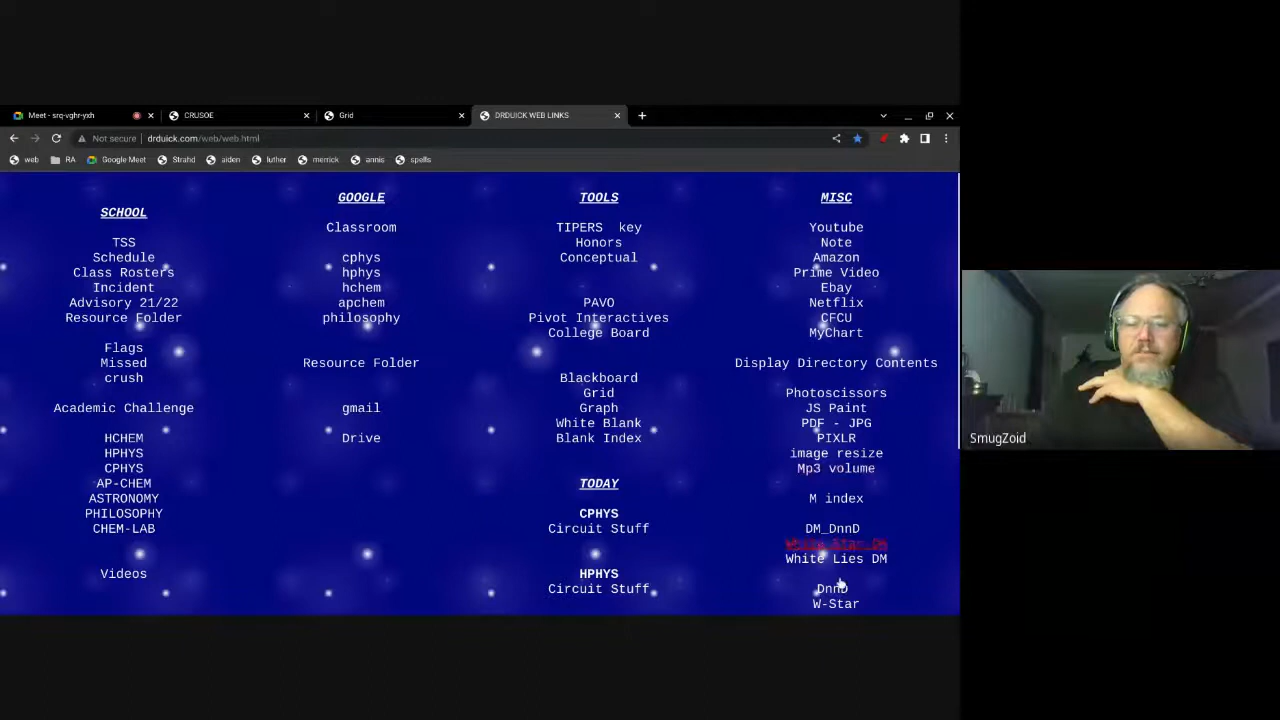 Meet - srq-vghr-yxh
CRUSOE
Grid
DRDUICK WEB LINKS
Not secure
drduick.com/web/web.html
web
RA
Google Meet
Strahd
aiden
luther
merrick
annis
spells
SCHOOL
TSS
Schedule
Class Rosters
Incident
Advisory 21/22
Resource Folder
Flags
Missed
crush
Academic Challenge
HCHEM
HPHYS
CPHYS
AP-CHEM
ASTRONOMY
PHILOSOPHY
CHEM-LAB
Videos
GOOGLE
Classroom
cphys
hphys
hchem
apchem
philosophy
Resource Folder
gmail
Drive
TOOLS
TIPERS key
Honors
Conceptual
PAVO
Pivot Interactives
College Board
Blackboard
Grid
Graph
White Blank
Blank Index
TODAY
CPHYS
Circuit Stuff
HPHYS
Circuit Stuff
MISC
Youtube
Note
Amazon
Prime Video
Ebay
Netflix
CFCU
MyChart
Display Directory Contents
Photoscissors
JS Paint
PDF - JPG
PIXLR
image resize
Mp3 volume
M index
DM_DnnD
White Star DM
White Lies DM
DnnD
W-Star
SmugZoid